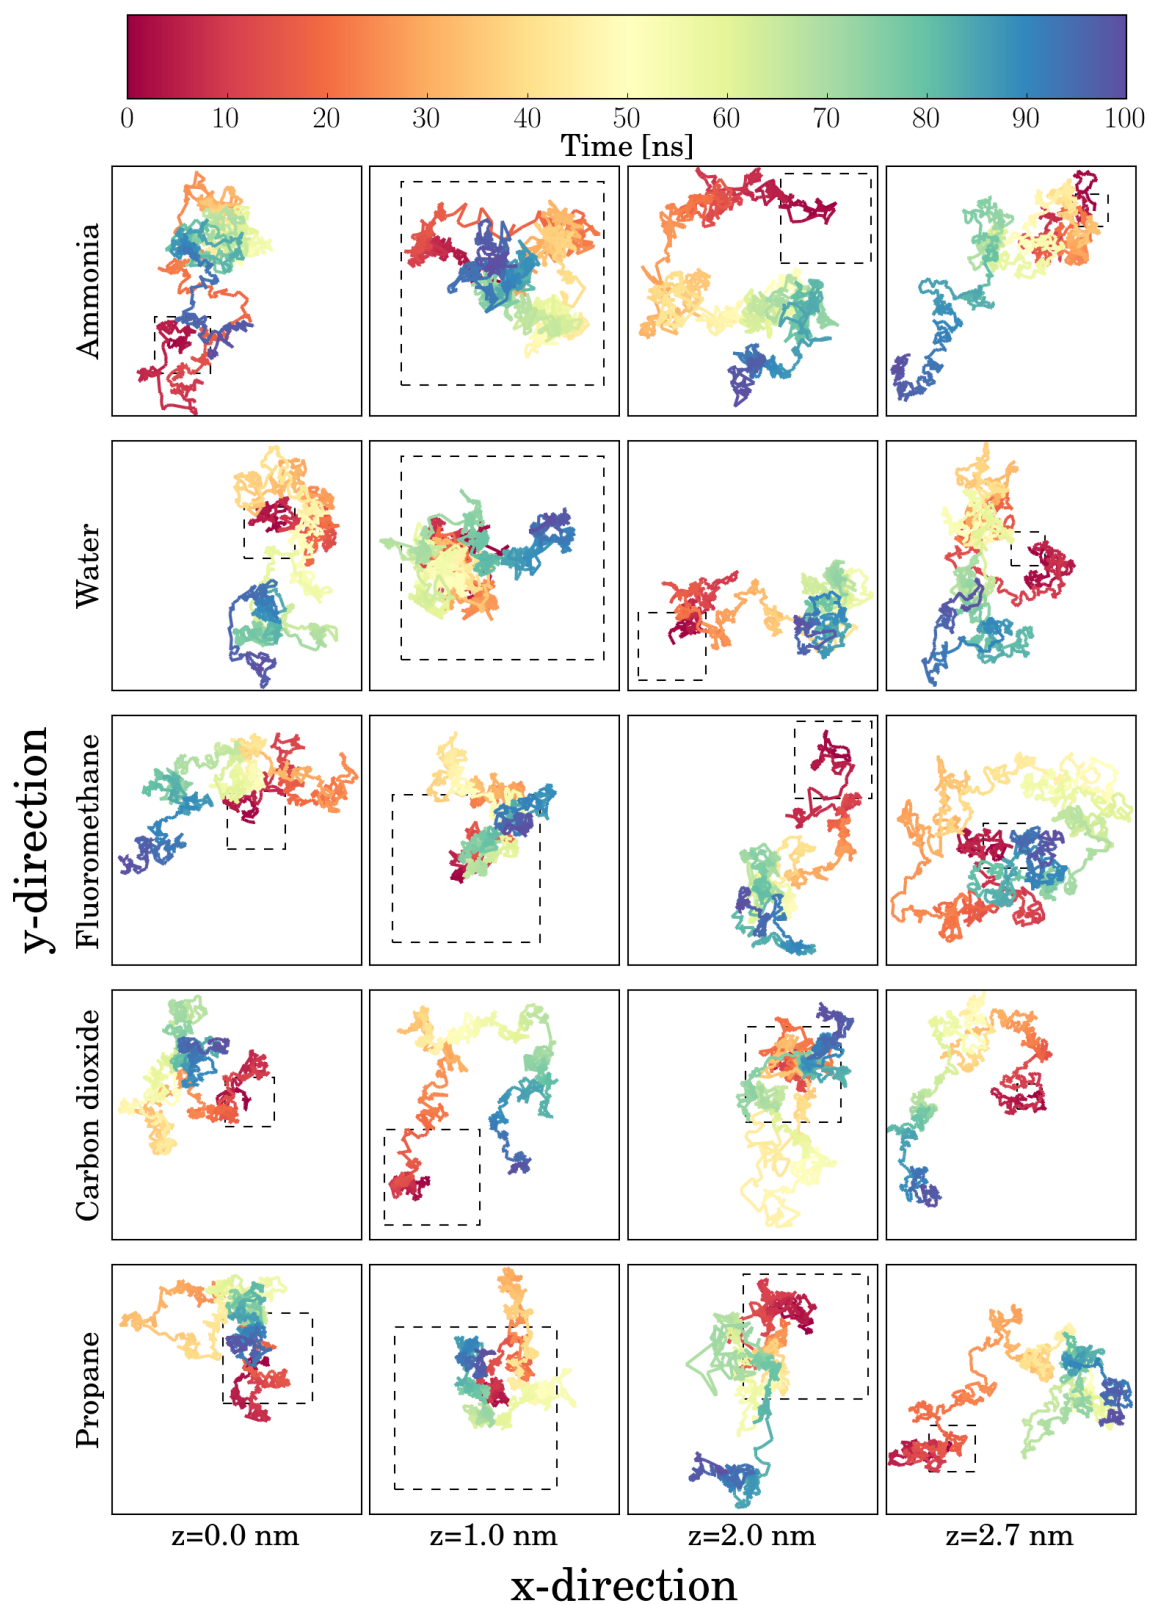 0 10 20 30 40 50 60 70 80 90 100
Time [ns]
y-direction
Ammonia
Water
Fluoromethane
Carbon dioxide
Propane
z=0.0 nm z=1.0 nm z=2.0 nm z=2.7 nm
x-direction